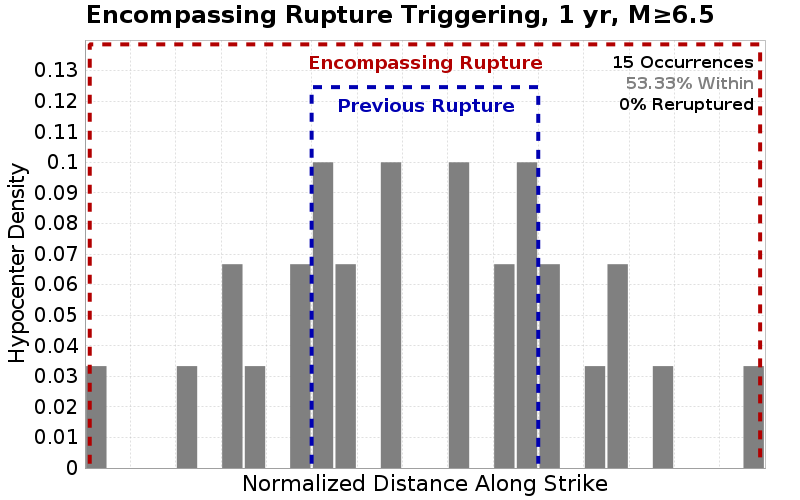 Encompassing Rupture Triggering, 1 yr, M≥6.5
Encompassing Rupture
15 Occurrences
53.33% Within
0% Reruptured
Previous Rupture
Hypocenter Density
0.13
0.12
0.11
0.1
0.09
0.08
0.07
0.06
0.05
0.04
0.03
0.02
0.01
0
Normalized Distance Along Strike